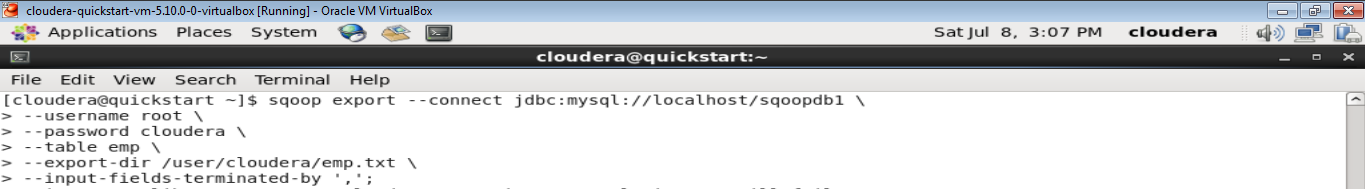 cloudera-quickstart-vm-5.10.0-0-virtualbox [Running] - Oracle VM VirtualBox
Applications Places System Sat Jul 8, 3:07 PM cloudera
cloudera@quickstart:~
File Edit View Search Terminal Help
[cloudera@quickstart ~]$ sqoop export --connect jdbc:mysql://localhost/sqoopdb1 \
> --username root \
> --password cloudera \
> --table emp \
> --export-dir /user/cloudera/emp.txt \
> --input-fields-terminated-by ',';